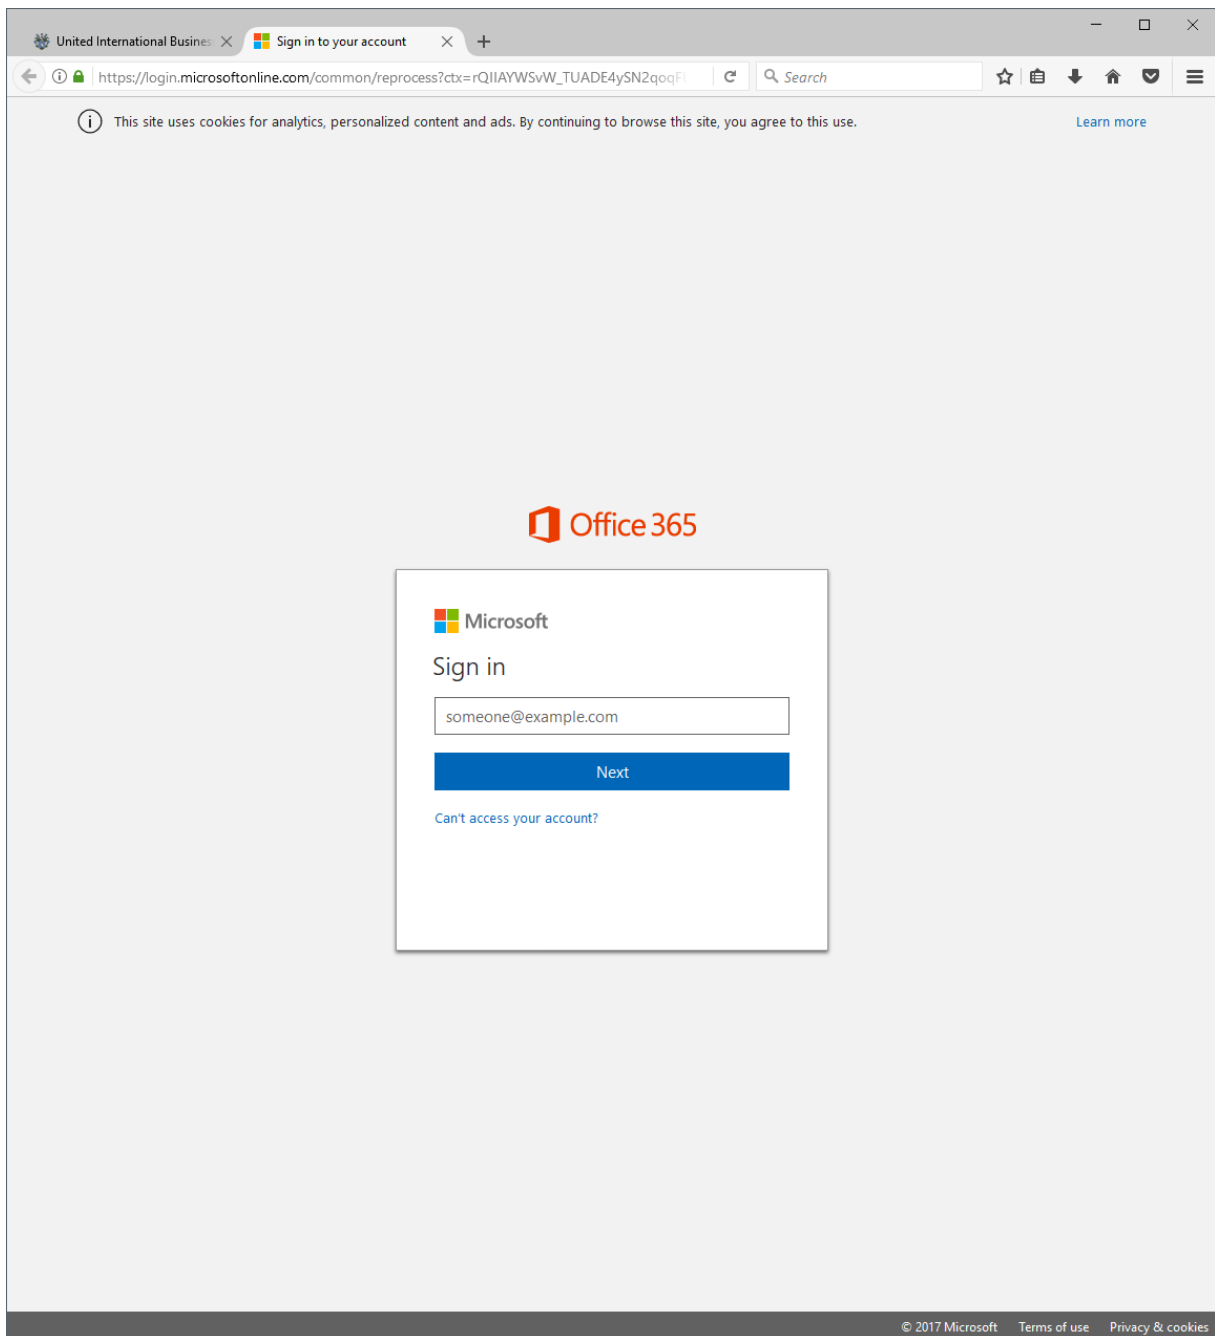 United International Busines
Sign in to your account
https://login.microsoftonline.com/common/reprocess?ctx=rQIIAYWSvW_TUADE4ySN2qoqF
Search
This site uses cookies for analytics, personalized content and ads. By continuing to browse this site, you agree to this use.
Learn more
Office 365
Microsoft
Sign in
someone@example.com
Next
Can't access your account?
© 2017 Microsoft Terms of use Privacy & cookies